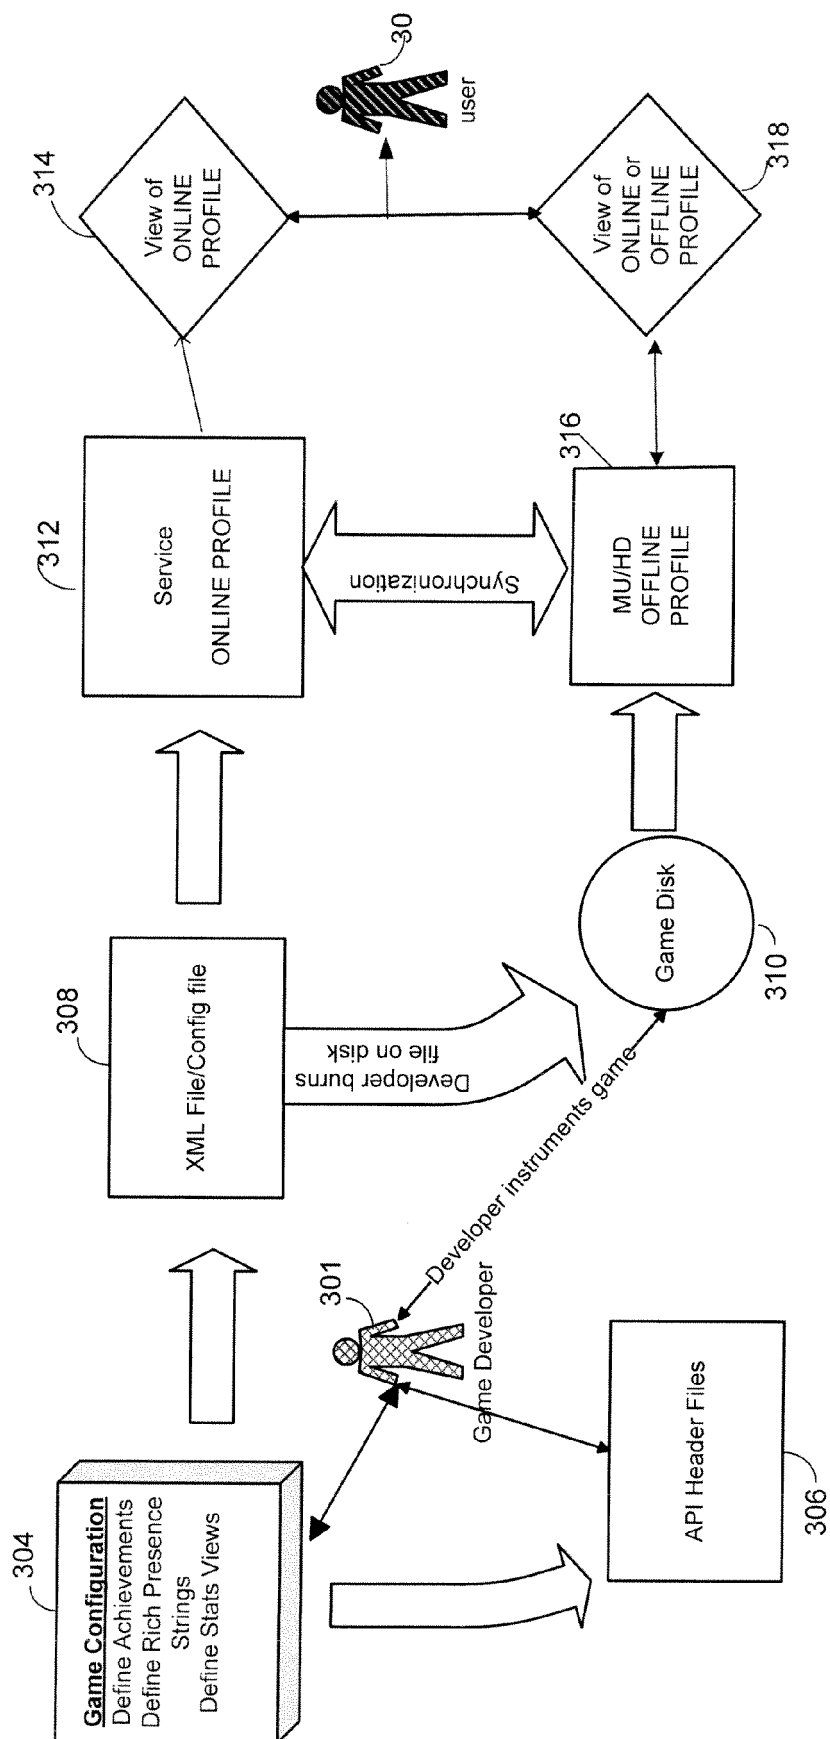 304
Game Configuration
Define Achievements
Define Rich Presence
Strings
Define Stats Views
308
XML File/Config file
312
Service
ONLINE PROFILE
314
View of
ONLINE
PROFILE
30
user
301
Game Developer
Developer burns
file on disk
Developer instruments game
Synchronization
306
API Header Files
310
Game Disk
316
MU/HD
OFFLINE
PROFILE
318
View of
ONLINE or
OFFLINE
PROFILE